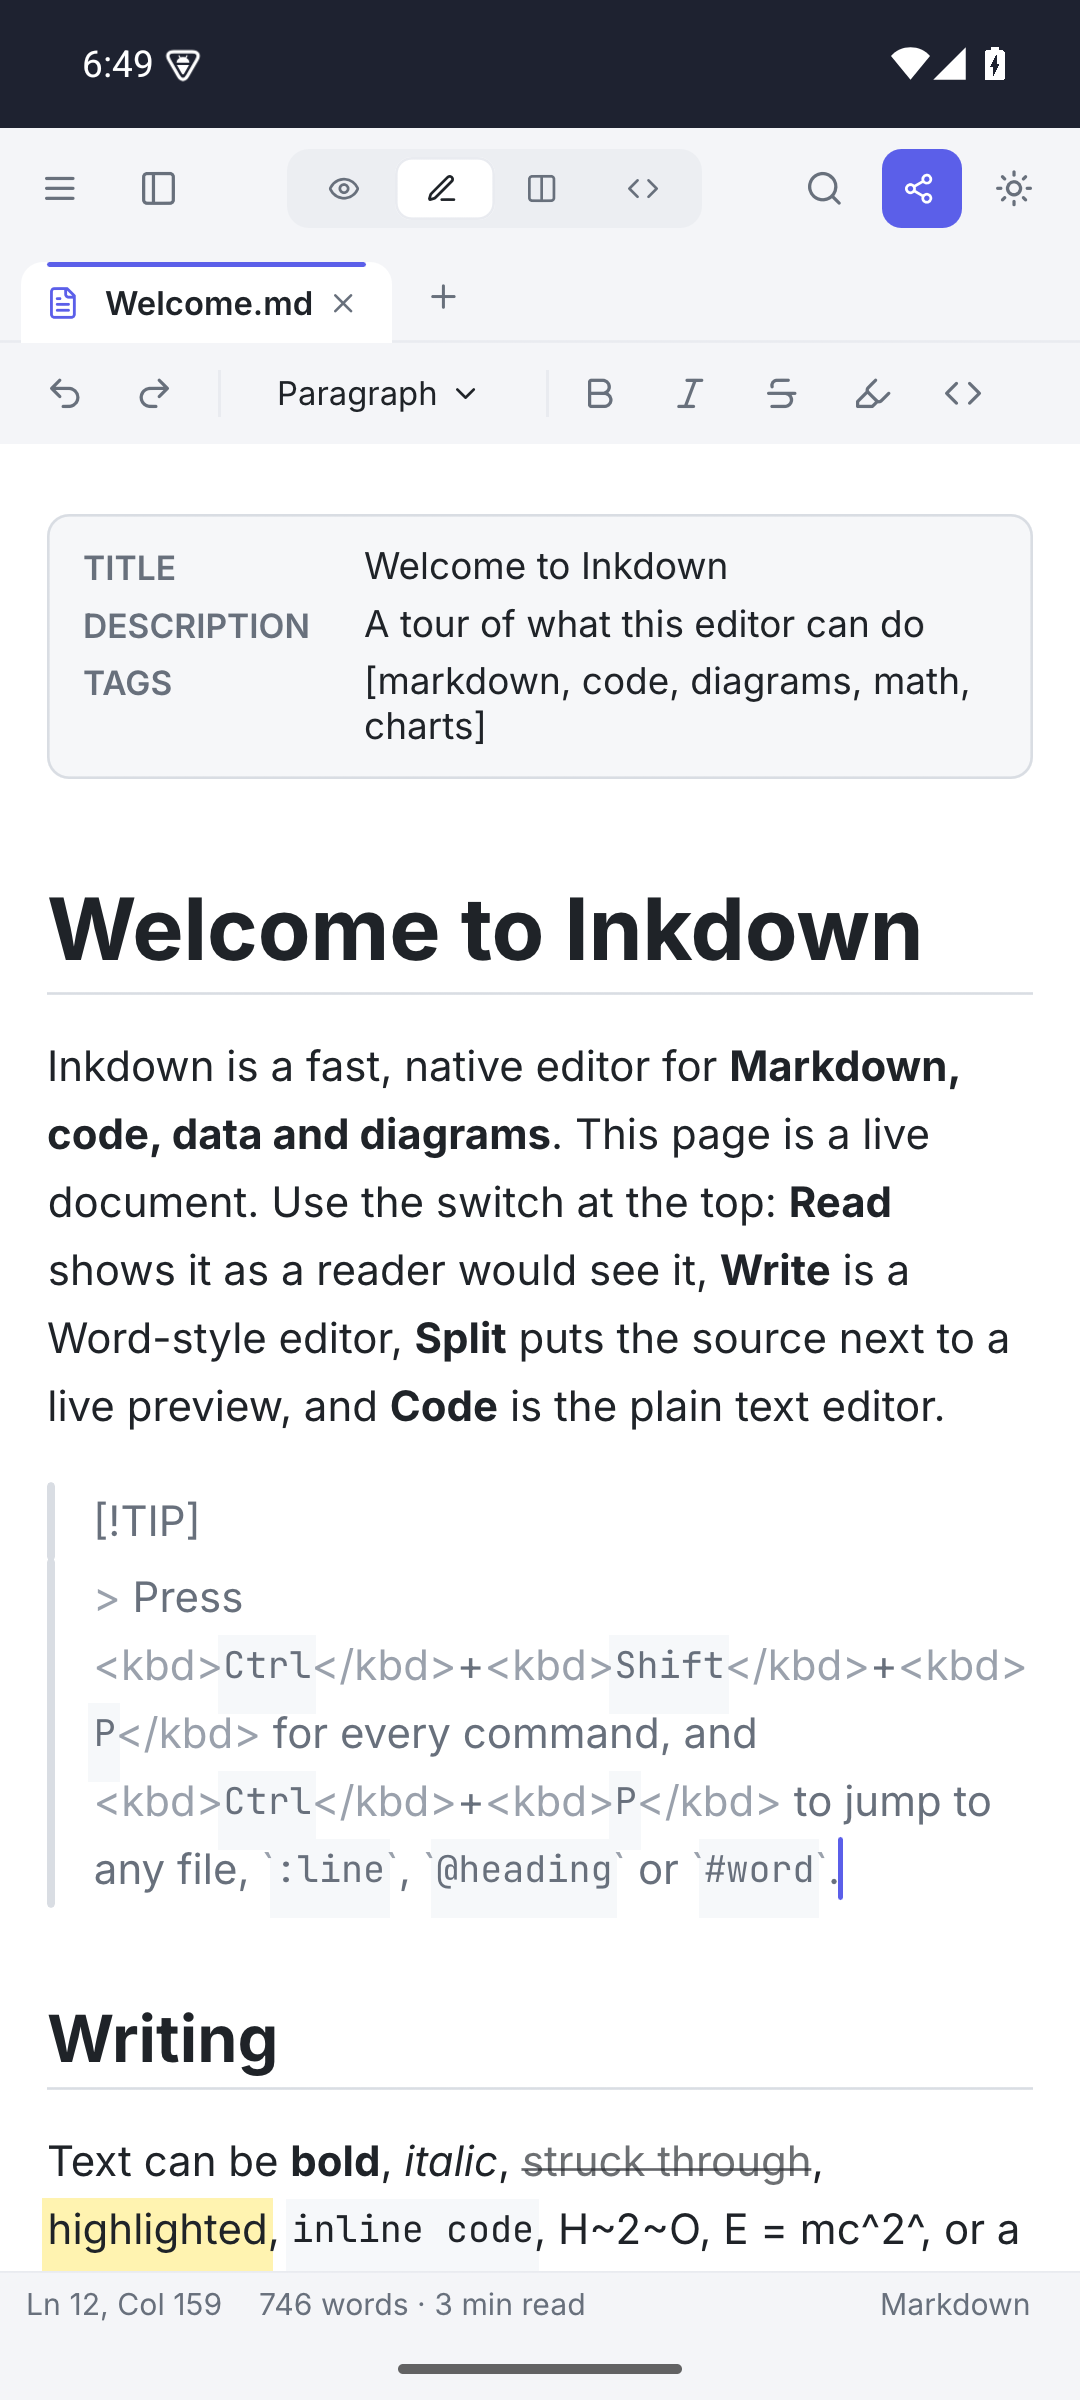 6:49
Welcome.md
Paragraph
TITLE Welcome to Inkdown
DESCRIPTION A tour of what this editor can do
TAGS [markdown, code, diagrams, math,
charts]
Welcome to Inkdown
Inkdown is a fast, native editor for Markdown,
code, data and diagrams. This page is a live
document. Use the switch at the top: Read
shows it as a reader would see it, Write is a
Word-style editor, Split puts the source next to a
live preview, and Code is the plain text editor.
[!TIP]
> Press
<kbd>Ctrl</kbd>+<kbd>Shift</kbd>+<kbd>
P</kbd> for every command, and
<kbd>Ctrl</kbd>+<kbd>P</kbd> to jump to
any file, `:line`, `@heading` or `#word`.
Writing
Text can be bold, italic, struck through,
highlighted, inline code, H~2~O, E = mc^2^, or a
Ln 12, Col 159 746 words · 3 min read Markdown